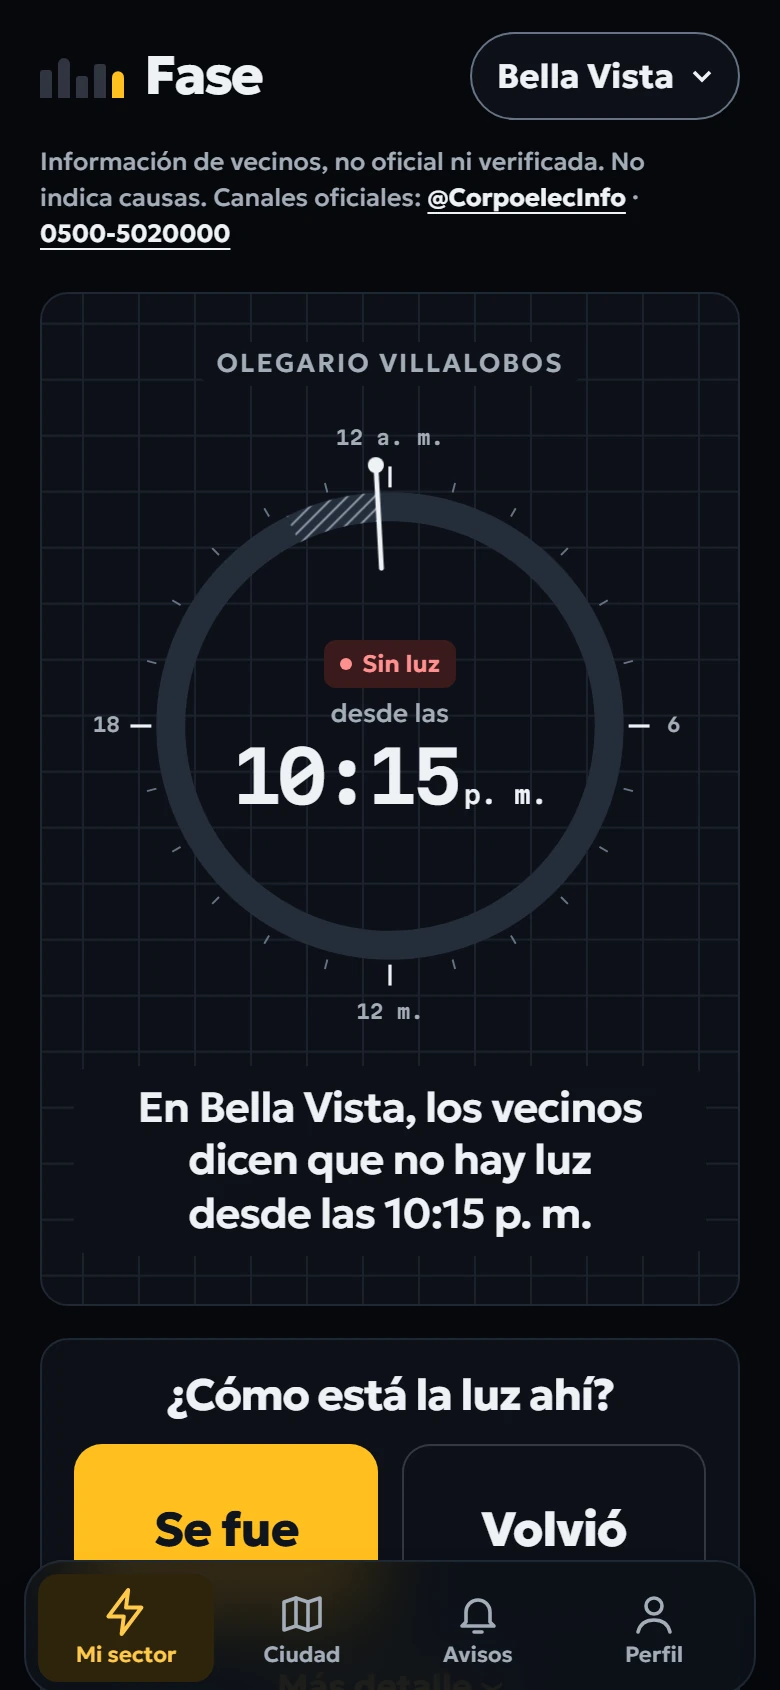 Fase
Bella Vista
Información de vecinos, no oficial ni verificada. No
indica causas. Canales oficiales: @CorpoelecInfo ·
0500-5020000
OLEGARIO VILLALOBOS
12 a. m.
Sin luz
desde las
18
6
10:15 p. m.
12 m.
En Bella Vista, los vecinos
dicen que no hay luz
desde las 10:15 p. m.
¿Cómo está la luz ahí?
Se fue
Volvió
Más detalle
Mi sector
Ciudad
Avisos
Perfil